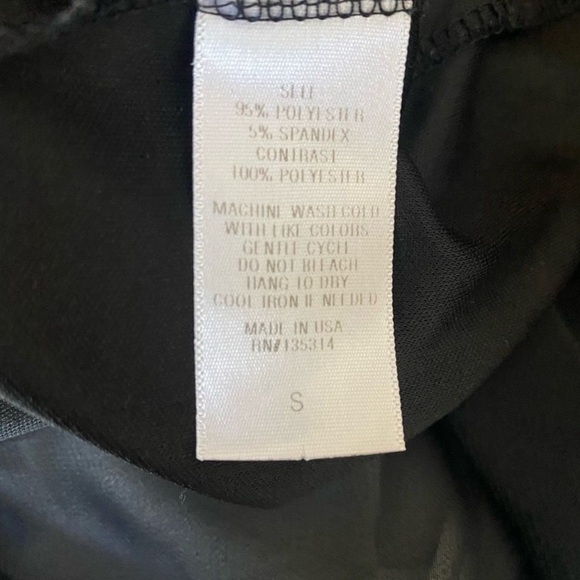 SELF
95% POLYESTER
5% SPANDEX
CONTRAST
100% POLYESTER
MACHINE WASH COLD
WITH LIKE COLORS
GENTLE CYCLE
DO NOT BLEACH
HANG TO DRY
COOL IRON IF NEEDED
MADE IN USA
RN#135314
S